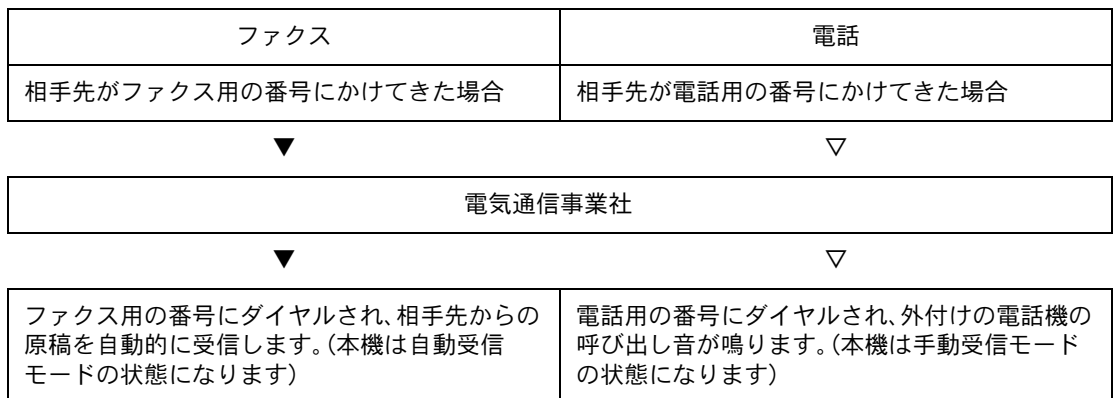 ファクス
電話
相手先がファクス用の番号にかけてきた場合
相手先が電話用の番号にかけてきた場合
▼
▽
電気通信事業社
▼
▽
ファクス用の番号にダイヤルされ、相手先からの
原稿を自動的に受信します。(本機は自動受信
モードの状態になります)
電話用の番号にダイヤルされ、外付けの電話機の
呼び出し音が鳴ります。(本機は手動受信モード
の状態になります)